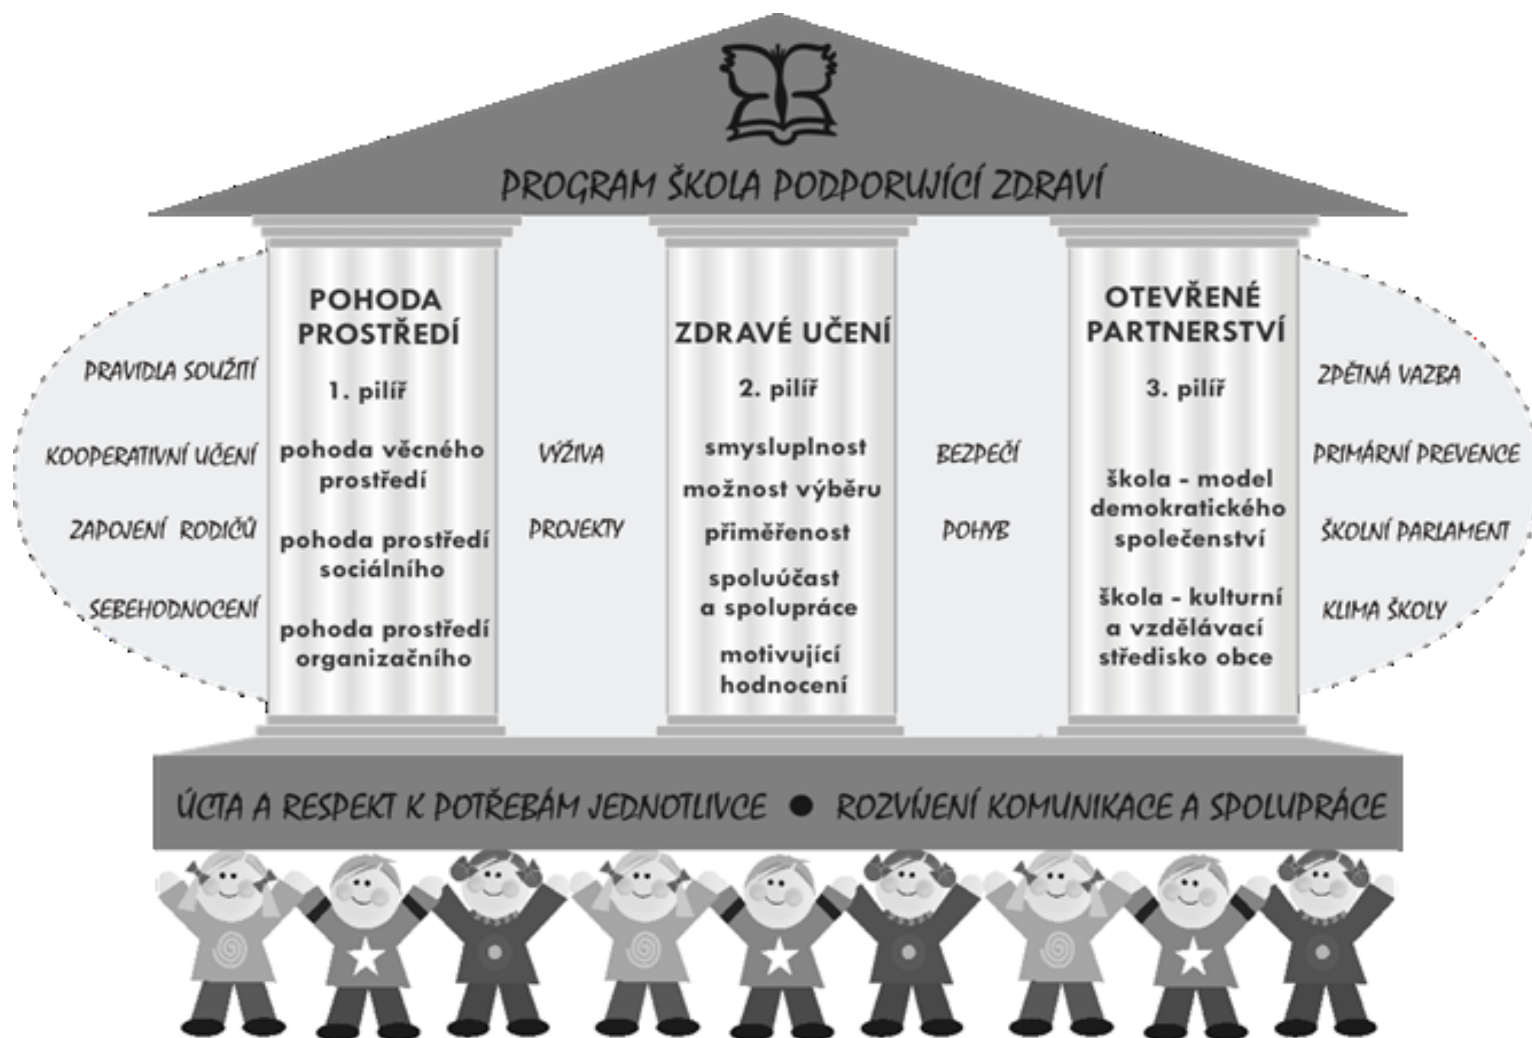 PROGRAM ŠKOLA PODPORUJÍCÍ ZDRAVÍ
PRAVIDLA SOUŽITÍ
KOOPERATIVNÍ UČENÍ
ZAPOJENÍ RODIČŮ
SEBEHODNOCENÍ
POHODA
PROSTŘEDÍ
1. pilíř
pohoda věcného
prostředí
pohoda prostředí
sociálního
pohoda prostředí
organizačního
VÝŽIVA
PROJEKTY
ZDRAVÉ UČENÍ
2. pilíř
smysluplnost
možnost výběru
přiměřenost
spoluúčast
a spolupráce
motivující
hodnocení
BEZPEČÍ
POHYB
OTEVŘENÉ
PARTNERSTVÍ
3. pilíř
škola - model
demokratického
společenství
škola - kulturní
a vzdělávací
středisko obce
ZPĚTNÁ VAZBA
PRIMÁRNÍ PREVENCE
ŠKOLNÍ PARLAMENT
KLIMA ŠKOLY
ÚCTA A RESPEKT K POTŘEBÁM JEDNOTLIVCE ● ROZVÍJENÍ KOMUNIKACE A SPOLUPRÁCE